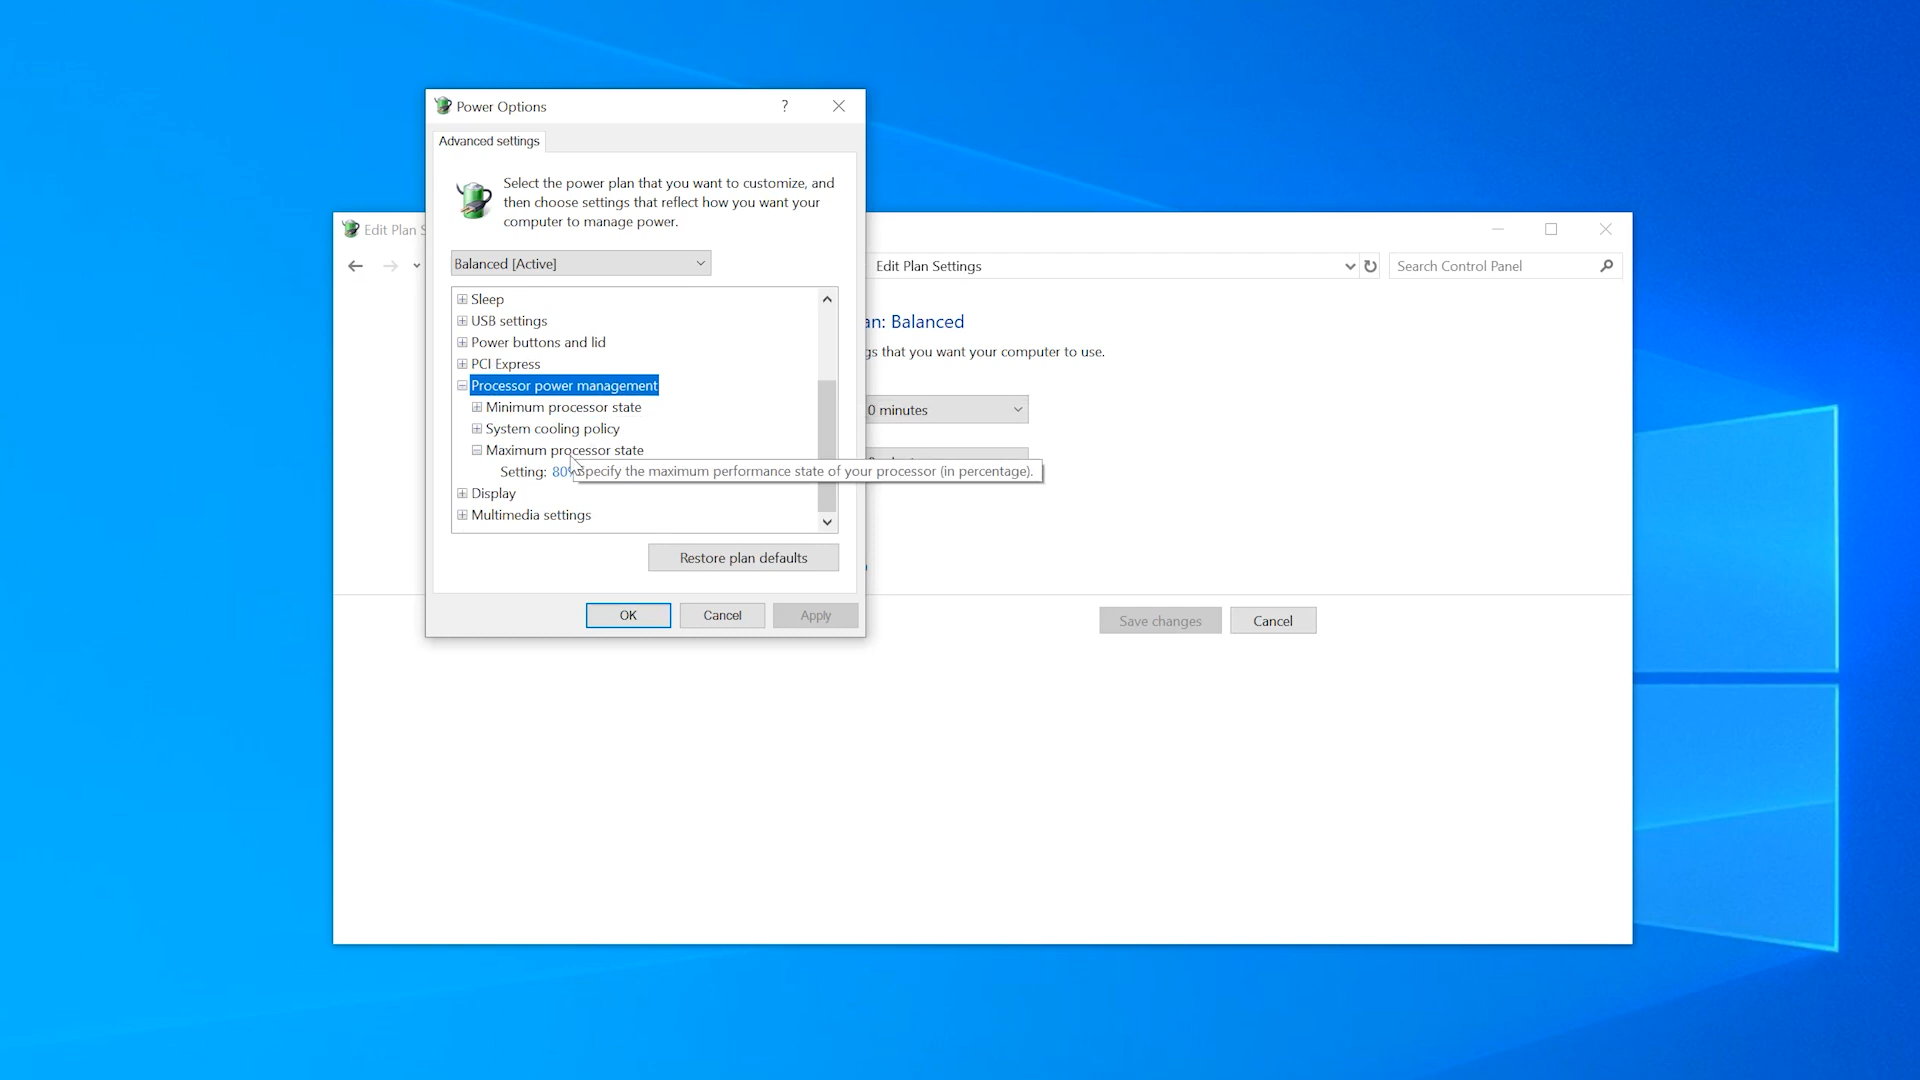 Power Options
?
Advanced settings
Select the power plan that you want to customize, and
then choose settings that reflect how you want your
computer to manage power.
Balanced [Active]
Sleep
USB settings
Power buttons and lid
PCI Express
Processor power management
Minimum processor state
System cooling policy
Maximum processor state
Setting: 80%
Specify the maximum performance state of your processor (in percentage).
Display
Multimedia settings
Restore plan defaults
OK
Cancel
Apply
Edit Plan S
Edit Plan Settings
Search Control Panel
an: Balanced
gs that you want your computer to use.
0 minutes
Save changes
Cancel